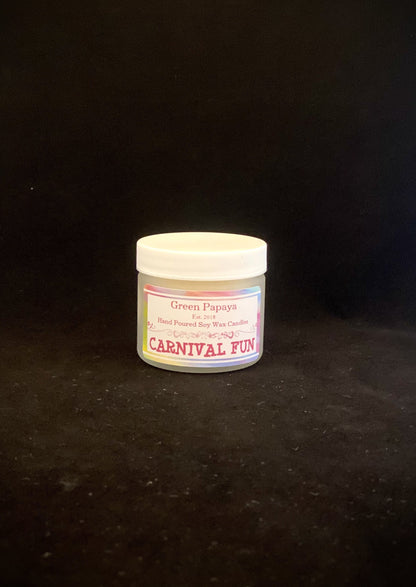 Green Papaya
Est. 2018
Hand Poured Soy Wax Candles
CARNIVAL FUN